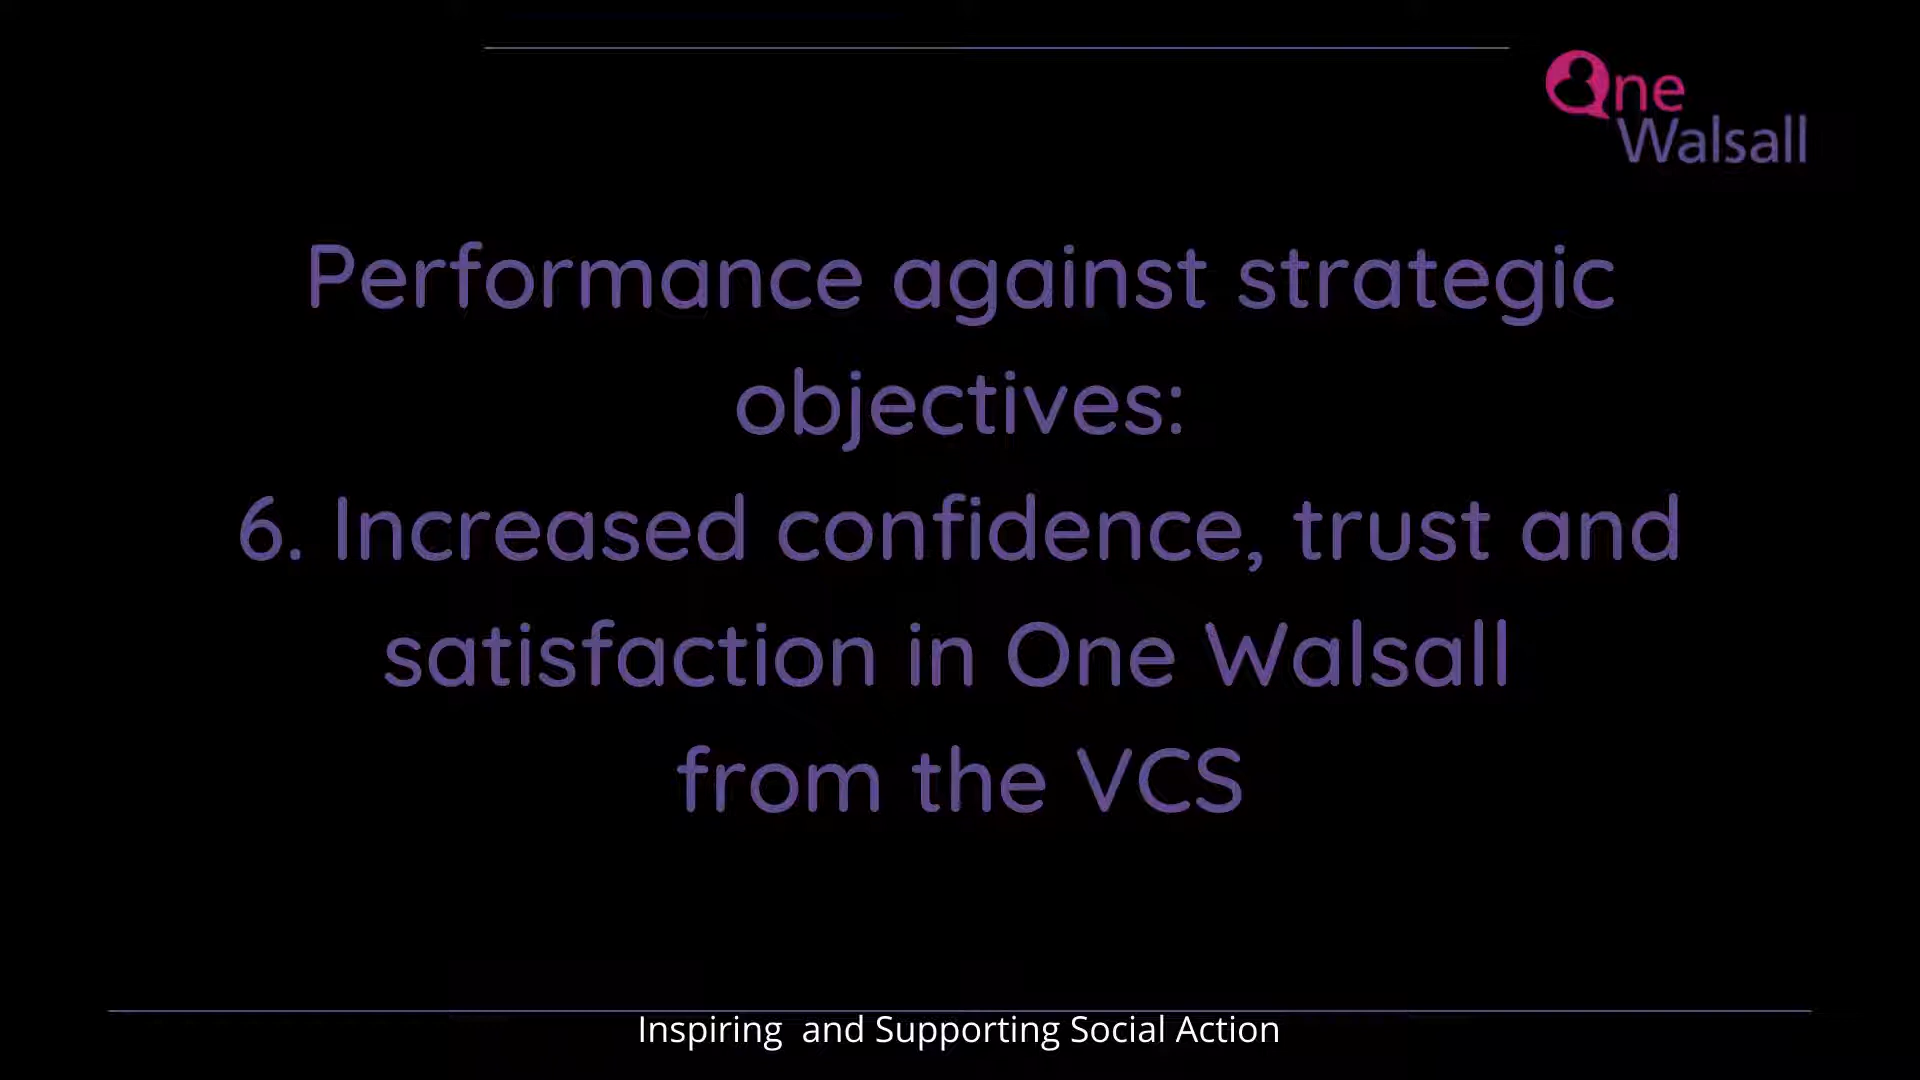 One
Walsall
Performance against strategic
objectives:
6. Increased confidence, trust and
satisfaction in One Walsall
from the VCS
Inspiring  and Supporting Social Action